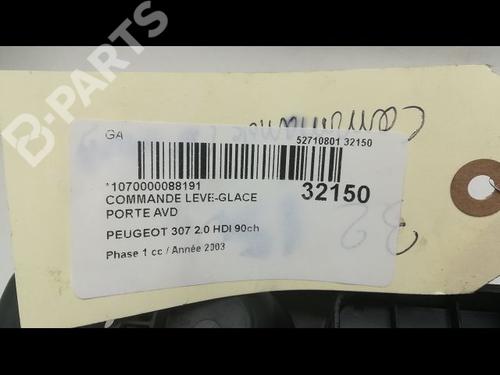 B-PARTS
GA
52710801 32150
*1070000088191
32150
COMMANDE LEVE-GLACE
PORTE AVD
PEUGEOT 307 2.0 HDI 90ch
Phase 1 cc / Année 2003